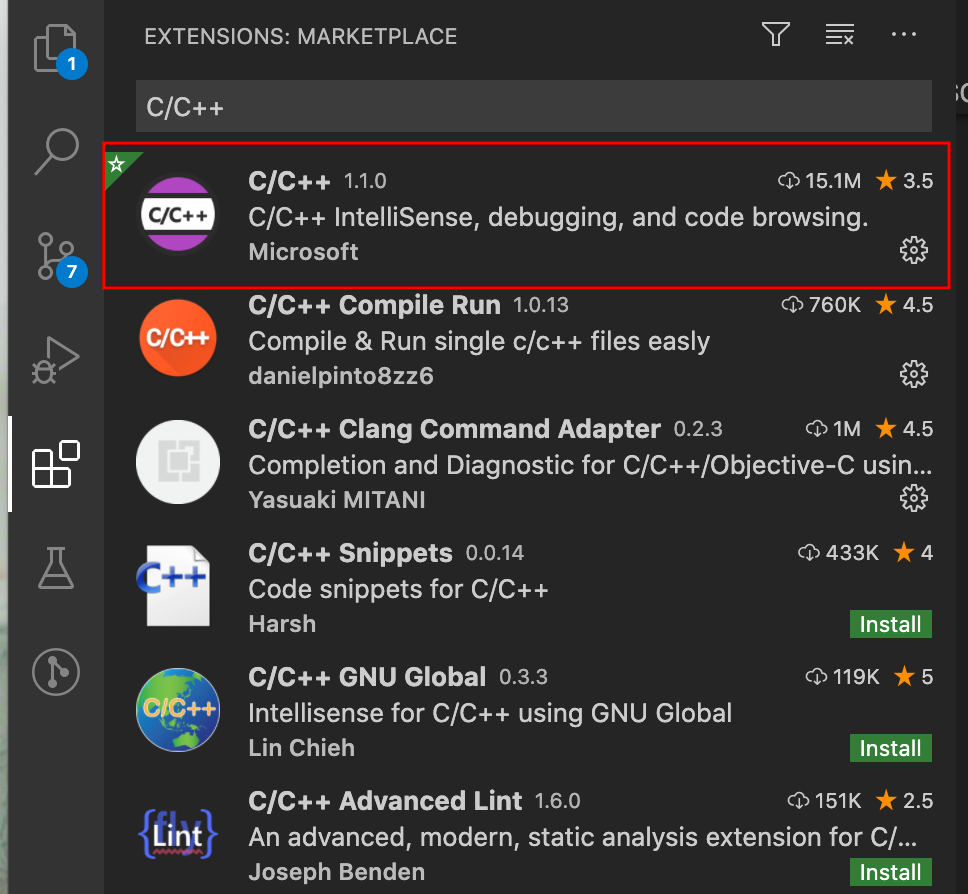 EXTENSIONS: MARKETPLACE
1
C/C++
C/C++ 1.1.0 15.1M 3.5
C/C++
C/C++ IntelliSense, debugging, and code browsing.
Microsoft
7
C/C++ Compile Run 1.0.13 760K 4.5
C/C++
Compile & Run single c/c++ files easly
danielpinto8zz6
C/C++ Clang Command Adapter 0.2.3 1M 4.5
Completion and Diagnostic for C/C++/Objective-C usin...
Yasuaki MITANI
C/C++ Snippets 0.0.14 433K 4
C++
Code snippets for C/C++
Harsh
Install
C/C++ GNU Global 0.3.3 119K 5
C/C++
Intellisense for C/C++ using GNU Global
Lin Chieh
Install
C/C++ Advanced Lint 1.6.0 151K 2.5
{fly}
Lint
An advanced, modern, static analysis extension for C/...
Joseph Benden
Install